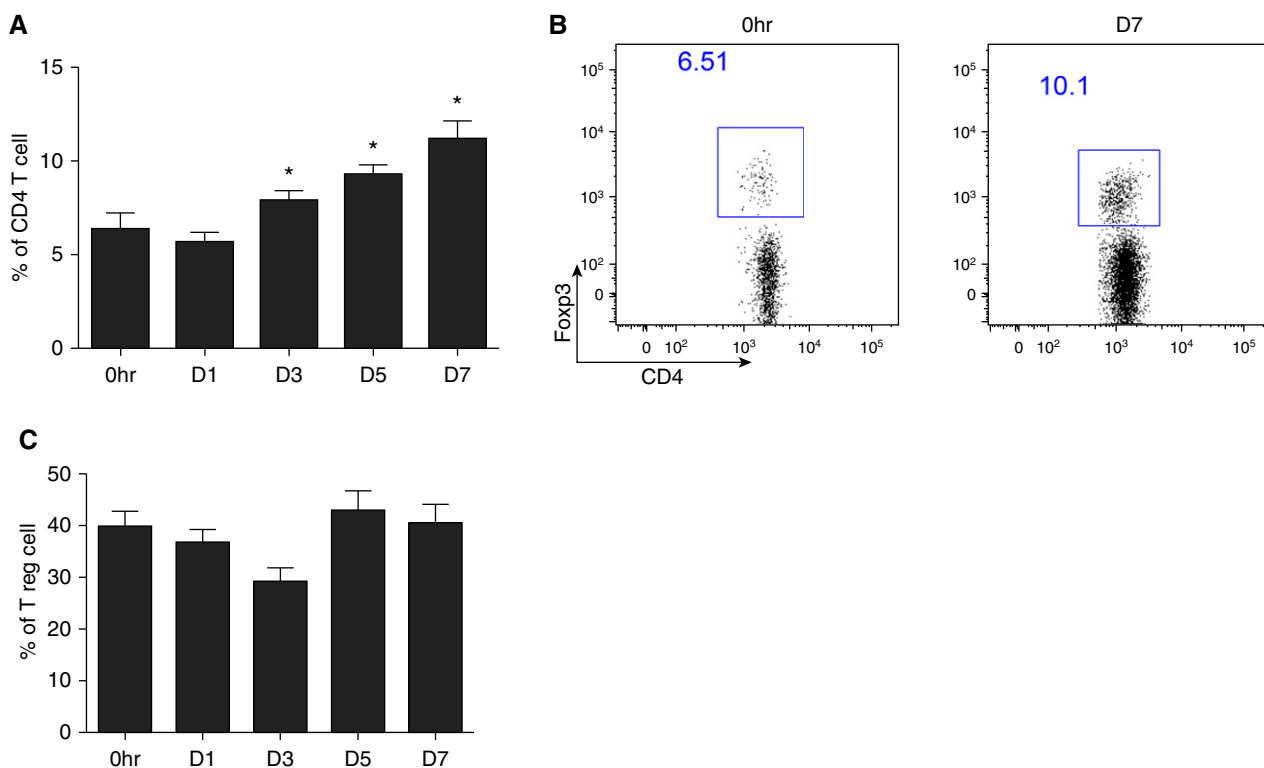 A
15
10
5
0
% of CD4 T cell
*
*
*
*
0hr D1 D3 D5 D7
B
0hr
6.51
10⁵
10⁴
10³
10²
0
Foxp3
0 10² 10³ 10⁴ 10⁵
CD4
D7
10.1
10⁵
10⁴
10³
10²
0
0 10² 10³ 10⁴ 10⁵
C
50
40
30
20
10
0
% of T reg cell
0hr D1 D3 D5 D7